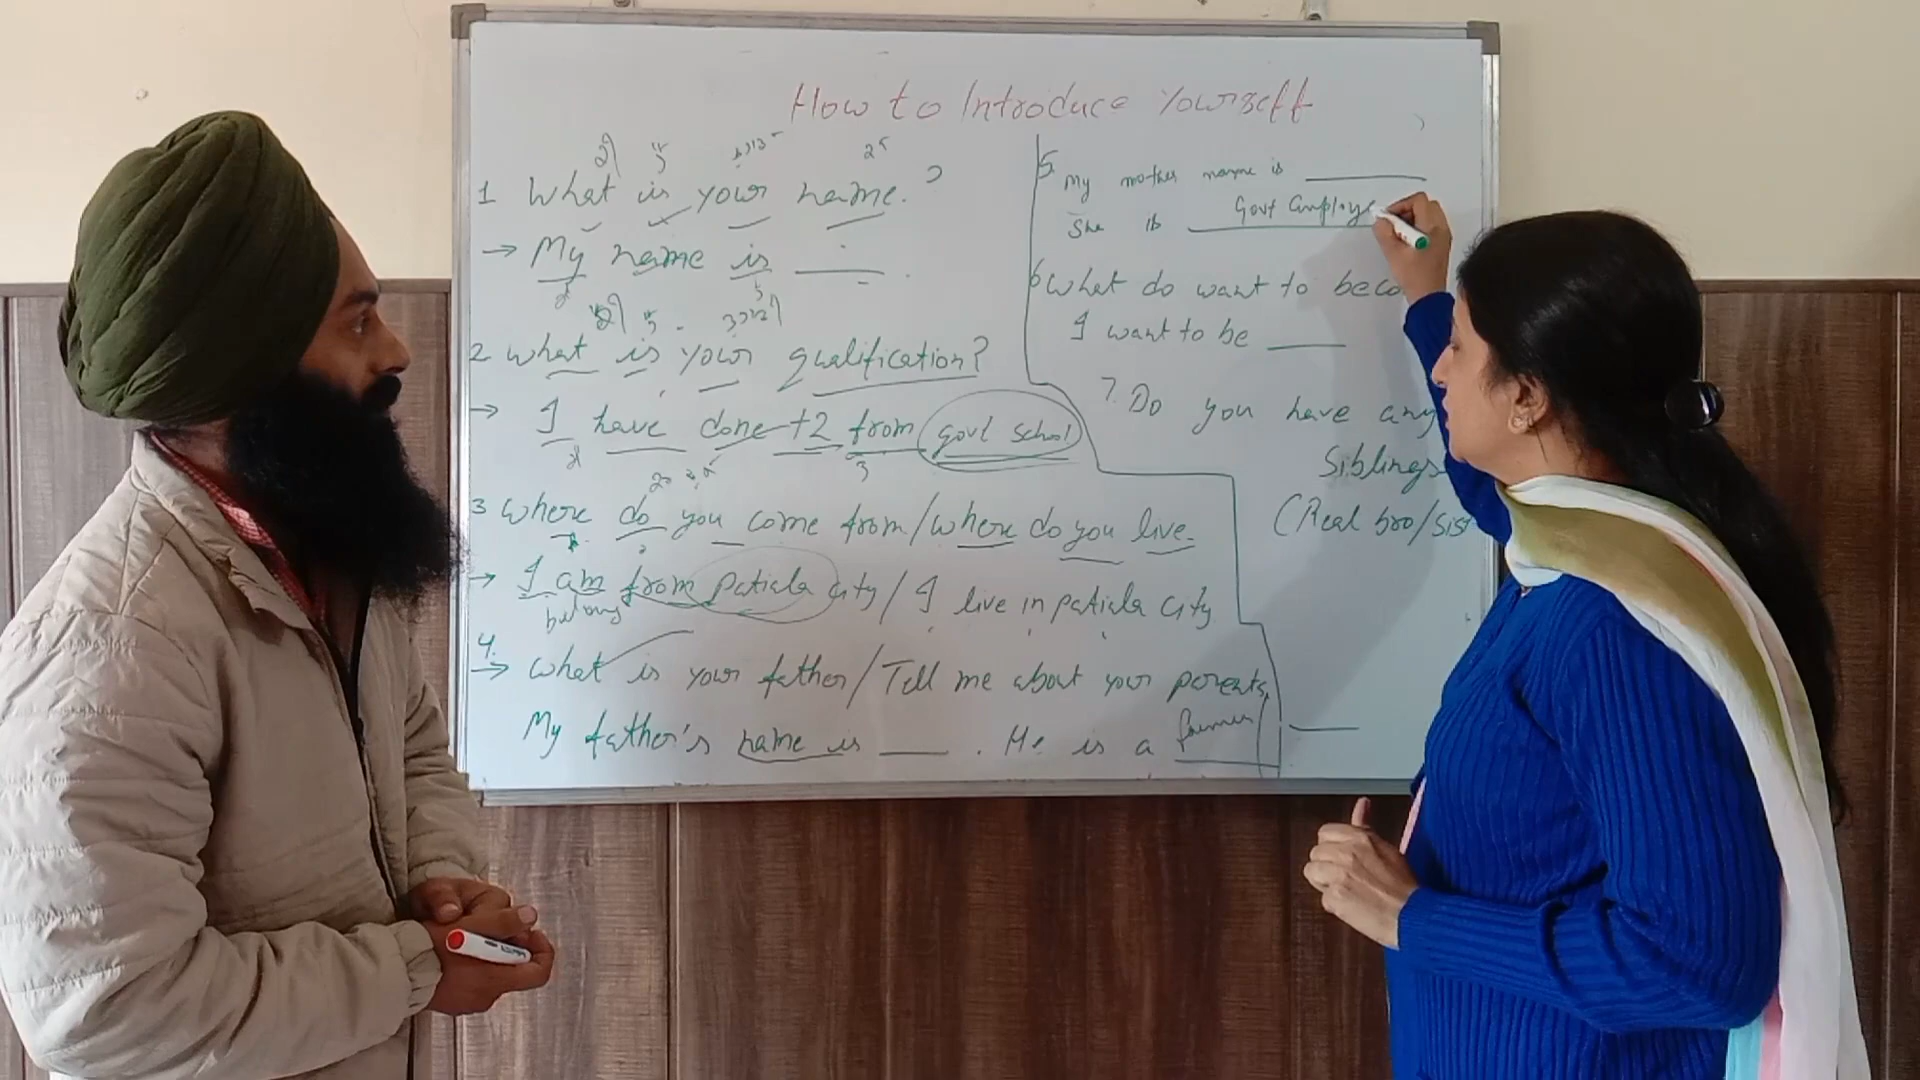 How to Introduce Yourself
1 What is your name.?
→ My name is ____ .
2 What is your qualification?
→ I have done +2 from govt school
3 Where do you come from/where do you live.
→ I am from patiala city/ I live in patiala city
belong
4.
→ What is your father/Tell me about your parents,
My father's name is ____ . He is a farmer
5. My mother name is ____
She is Govt Employe
6 What do want to beco
I want to be ____
7. Do you have any
Siblings
(Real bro/sist